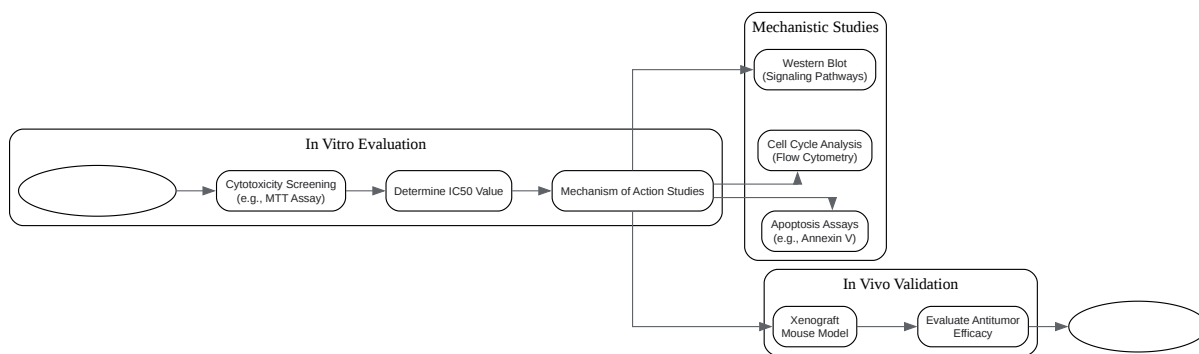 Mechanistic Studies
Western Blot
(Signaling Pathways)
In Vitro Evaluation
Cell Cycle Analysis
(Flow Cytometry)
Cytotoxicity Screening
(e.g., MTT Assay)
Determine IC50 Value
Mechanism of Action Studies
Apoptosis Assays
(e.g., Annexin V)
In Vivo Validation
Xenograft
Mouse Model
Evaluate Antitumor
Efficacy